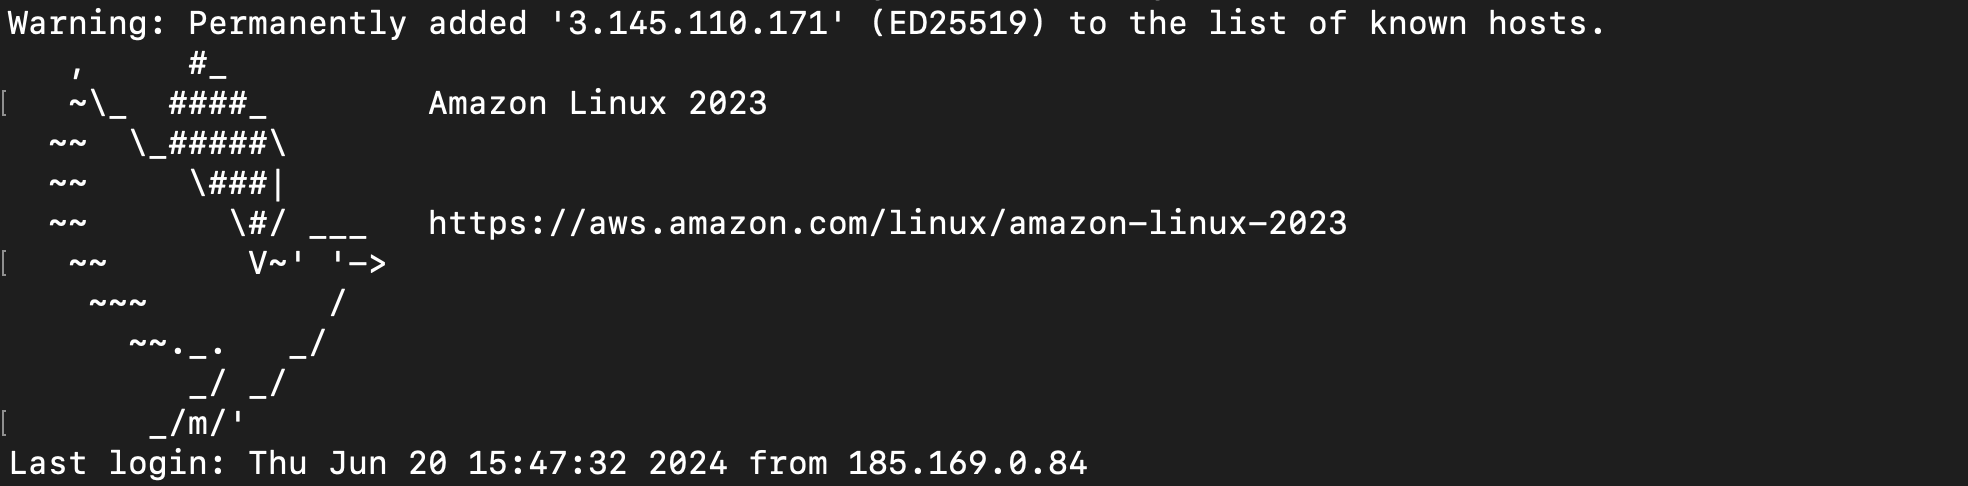 Warning: Permanently added '3.145.110.171' (ED25519) to the list of known hosts.
   ,     #_
   ~\_  ####_        Amazon Linux 2023
  ~~  \_#####\
  ~~     \###|
  ~~       \#/ ___   https://aws.amazon.com/linux/amazon-linux-2023
   ~~       V~' '->
    ~~~         /
      ~~._.   _/
         _/ _/
       _/m/'
Last login: Thu Jun 20 15:47:32 2024 from 185.169.0.84